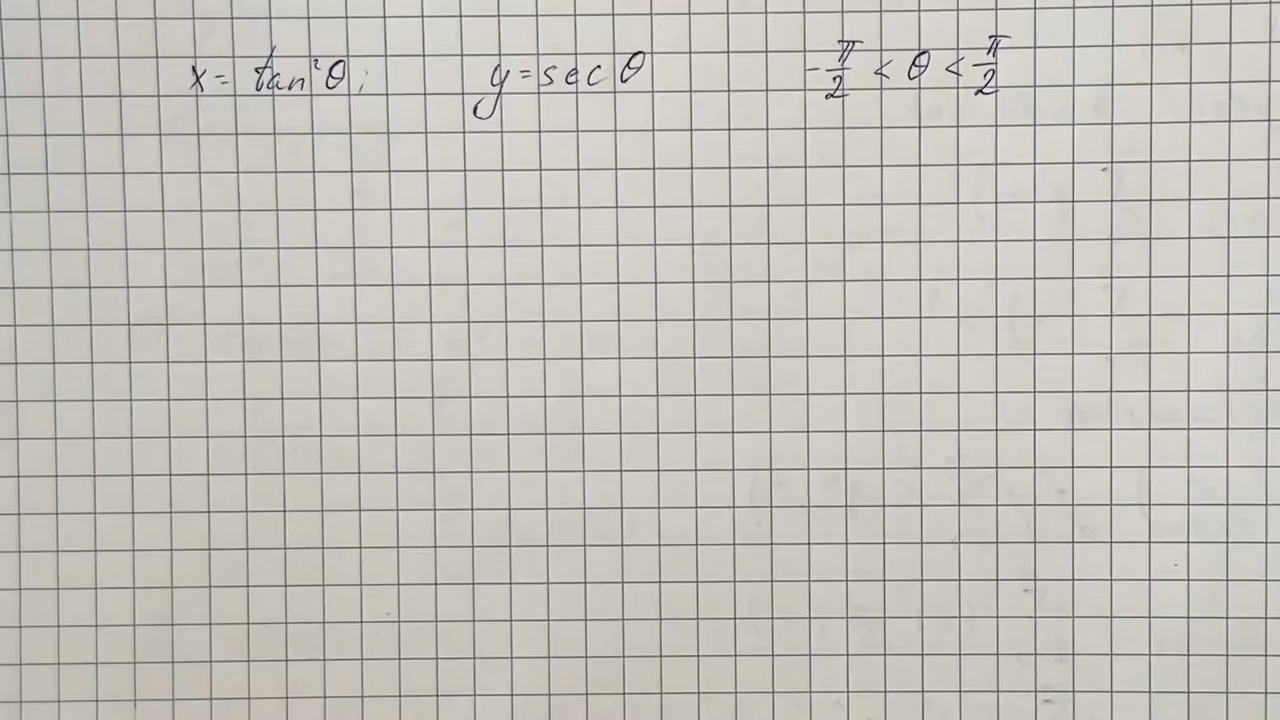 x = tan²θ; y = sec θ -π/2 < θ < π/2